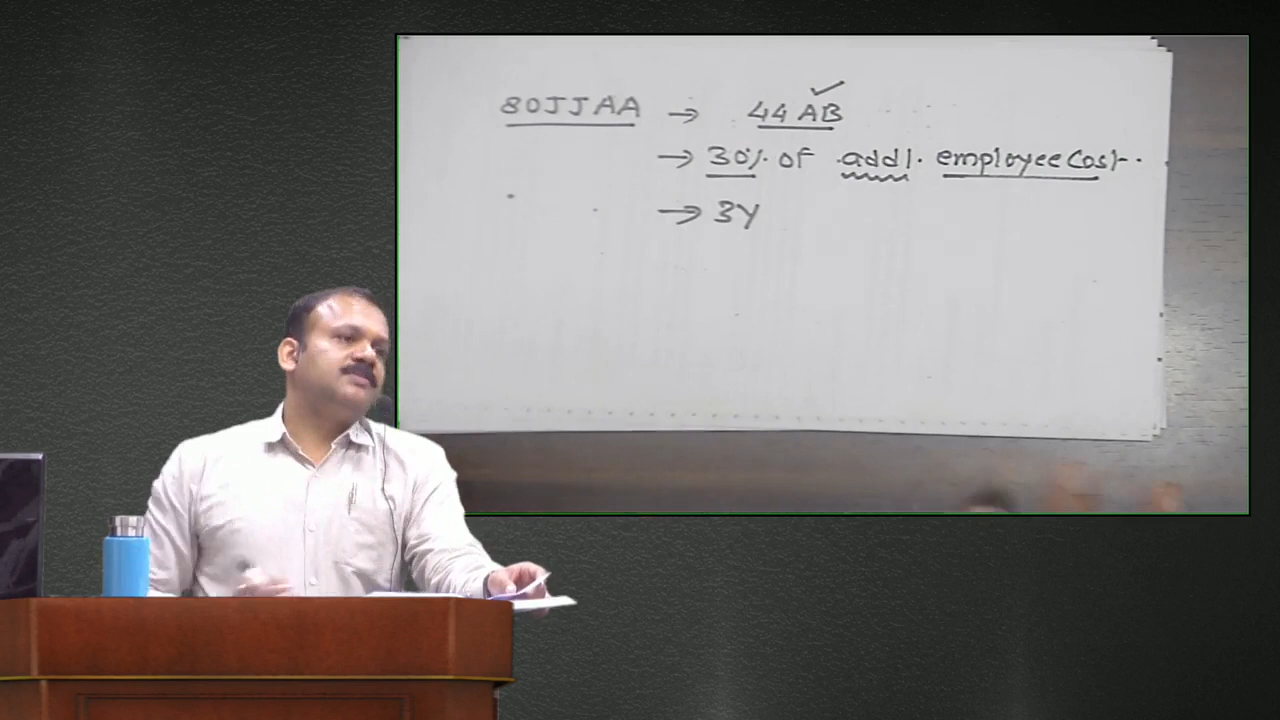 80JJAA → 44AB ✓
→ 30% of addl. employee Cost.
→ 3Y